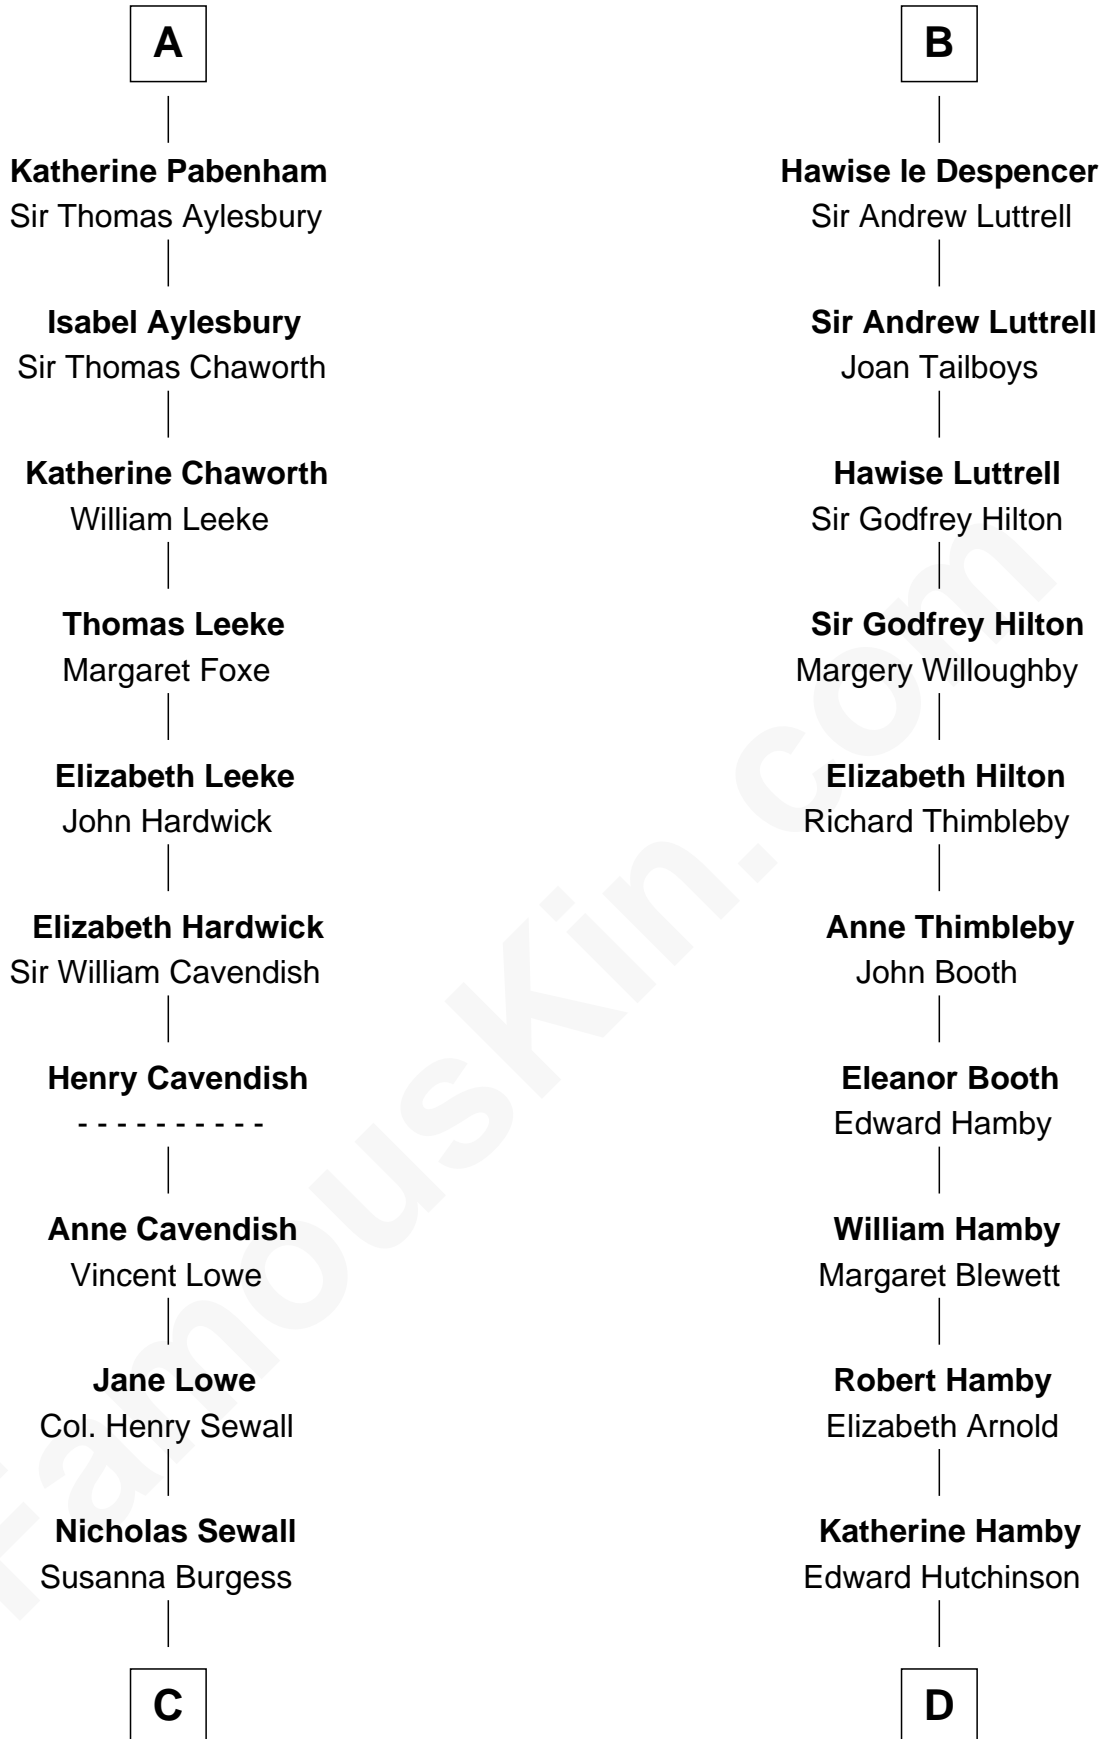 A
Katherine Pabenham
Sir Thomas Aylesbury
Isabel Aylesbury
Sir Thomas Chaworth
Katherine Chaworth
William Leeke
Thomas Leeke
Margaret Foxe
Elizabeth Leeke
John Hardwick
Elizabeth Hardwick
Sir William Cavendish
Henry Cavendish
- - - - - - - - - -
Anne Cavendish
Vincent Lowe
Jane Lowe
Col. Henry Sewall
Nicholas Sewall
Susanna Burgess
C
B
Hawise le Despencer
Sir Andrew Luttrell
Sir Andrew Luttrell
Joan Tailboys
Hawise Luttrell
Sir Godfrey Hilton
Sir Godfrey Hilton
Margery Willoughby
Elizabeth Hilton
Richard Thimbleby
Anne Thimbleby
John Booth
Eleanor Booth
Edward Hamby
William Hamby
Margaret Blewett
Robert Hamby
Elizabeth Arnold
Katherine Hamby
Edward Hutchinson
D
FamousKin.com